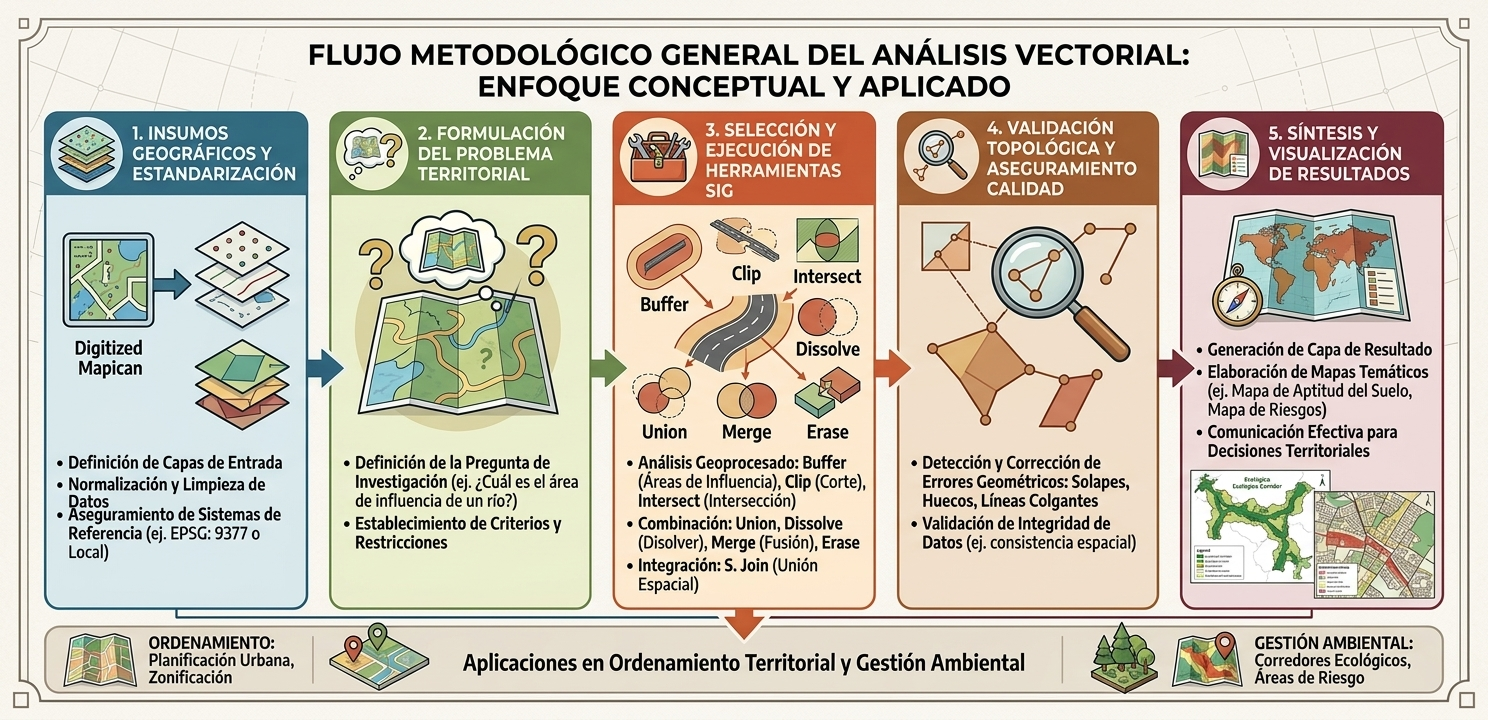 FLUJO METODOLÓGICO GENERAL DEL ANÁLISIS VECTORIAL:
ENFOQUE CONCEPTUAL Y APLICADO
1. INSUMOS
GEOGRÁFICOS Y
ESTANDARIZACIÓN
Digitized
Mapican
• Definición de Capas de Entrada
• Normalización y Limpieza de
Datos
• Aseguramiento de Sistemas de
Referencia (ej. EPSG: 9377 o
Local)
2. FORMULACIÓN
DEL PROBLEMA
TERRITORIAL
? ?
?
?
• Definición de la Pregunta de
Investigación (ej. ¿Cuál es el área
de influencia de un río?)
• Establecimiento de Criterios y
Restricciones
3. SELECCIÓN Y
EJECUCIÓN DE
HERRAMIENTAS
SIG
Buffer
Clip
Intersect
Dissolve
Union
Merge
Erase
• Análisis Geoprocesado: Buffer
(Áreas de Influencia), Clip (Corte),
Intersect (Intersección)
• Combinación: Union, Dissolve
(Disolver), Merge (Fusión), Erase
• Integración: S. Join (Unión
Espacial)
4. VALIDACIÓN
TOPOLÓGICA Y
ASEGURAMIENTO
CALIDAD
• Detección y Corrección de
Errores Geométricos: Solapes,
Huecos, Líneas Colgantes
• Validación de Integridad de
Datos (ej. consistencia espacial)
5. SÍNTESIS Y
VISUALIZACIÓN
DE RESULTADOS
• Generación de Capa de Resultado
• Elaboración de Mapas Temáticos
(ej. Mapa de Aptitud del Suelo,
Mapa de Riesgos)
• Comunicación Efectiva para
Decisiones Territoriales
Ecológica
Ecologios Corridor
ORDENAMIENTO:
Planificación Urbana,
Zonificación
Aplicaciones en Ordenamiento Territorial y Gestión Ambiental
GESTIÓN AMBIENTAL:
Corredores Ecológicos,
Áreas de Riesgo